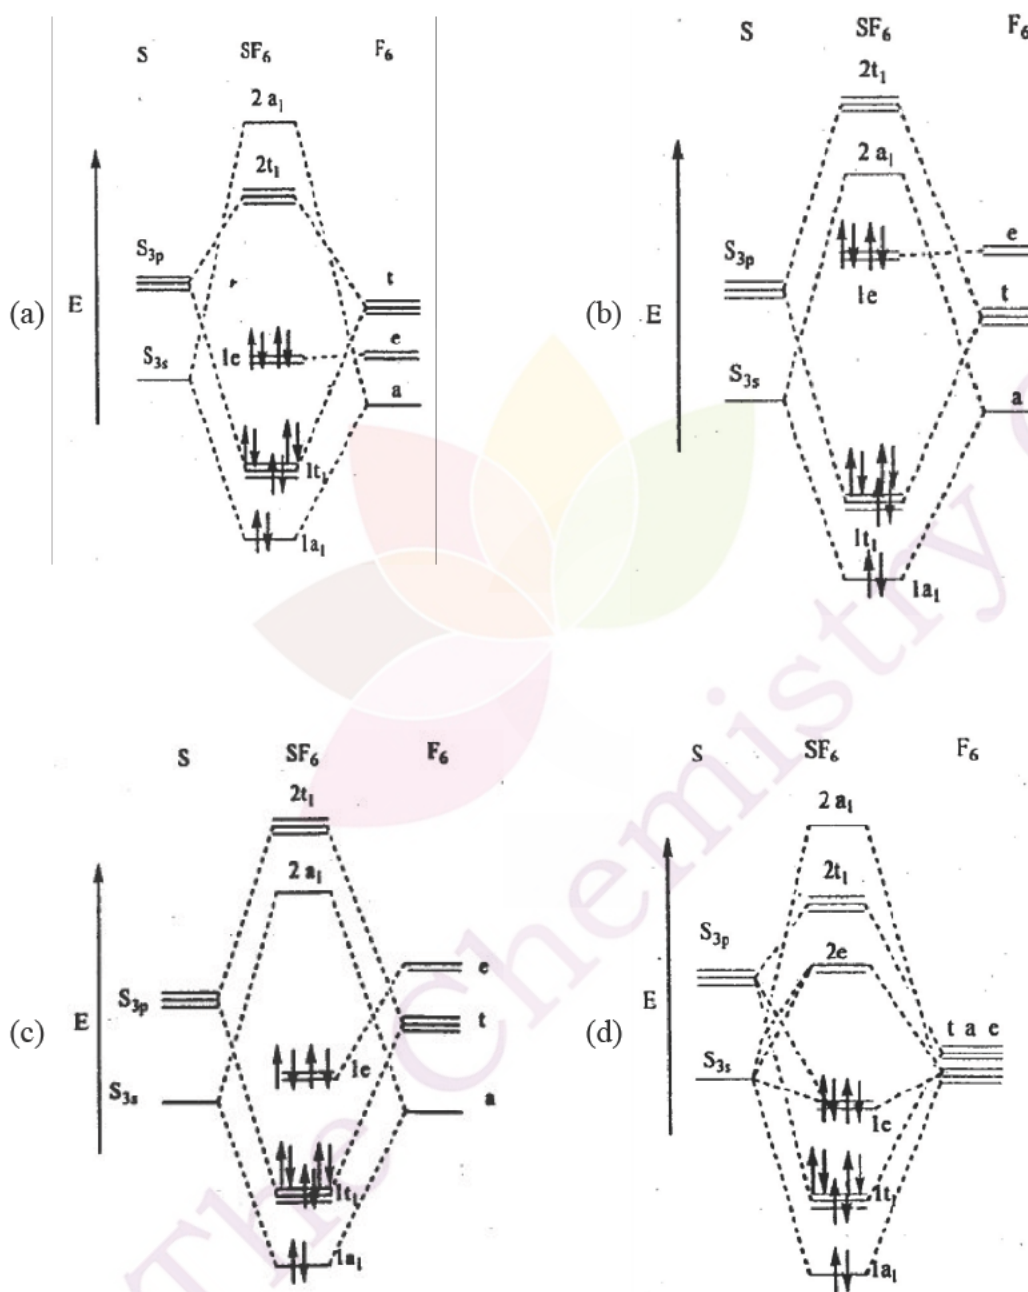 S SF₆ F₆
2 a₁
2t₁
S₃ₚ
t
(a) E
1e
e
S₃ₛ
a
1t₁
1a₁
S SF₆ F₆
2t₁
2 a₁
e
S₃ₚ
1e
t
(b) E
S₃ₛ
a
1t₁
1a₁
S SF₆ F₆
2t₁
2 a₁
e
S₃ₚ
t
(c) E
1e
S₃ₛ
a
1t₁
1a₁
S SF₆ F₆
2 a₁
2t₁
S₃ₚ
2e
t a e
(d) E
S₃ₛ
1e
1t₁
1a₁
The Chemistry